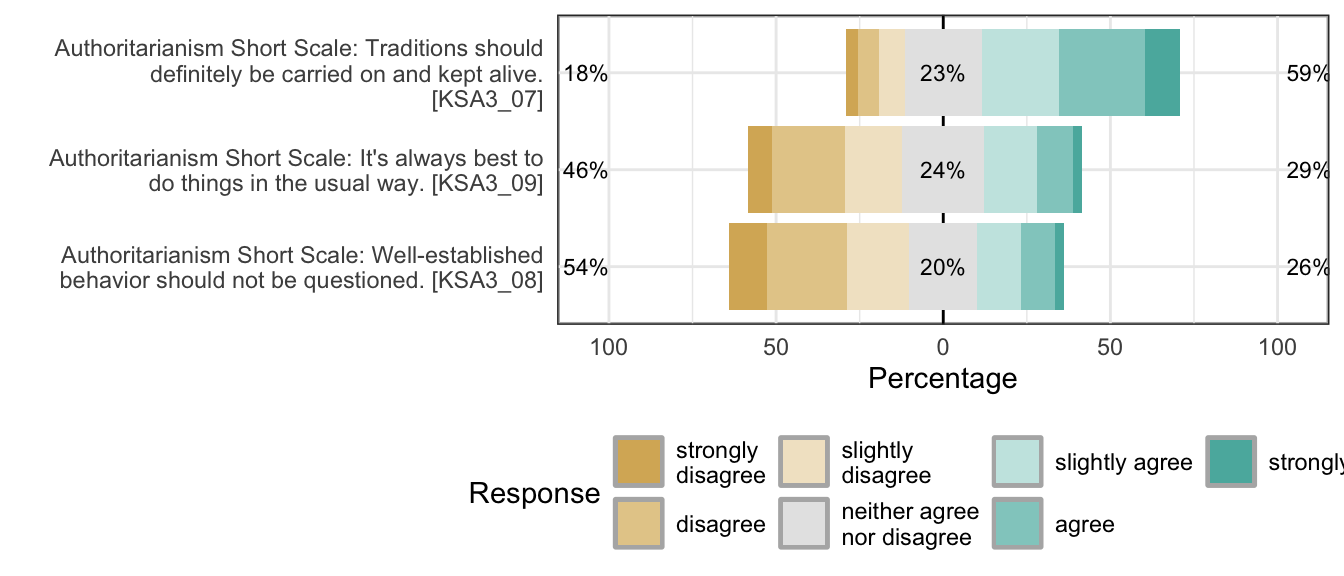 Authoritarianism Short Scale: Traditions should
definitely be carried on and kept alive.
[KSA3_07]
18%
23%
59%
Authoritarianism Short Scale: It's always best to
do things in the usual way. [KSA3_09]
46%
24%
29%
Authoritarianism Short Scale: Well-established
behavior should not be questioned. [KSA3_08]
54%
20%
26%
100 50 0 50 100
Percentage
Response
strongly
disagree
slightly
disagree
slightly agree
strongly
disagree
neither agree
nor disagree
agree